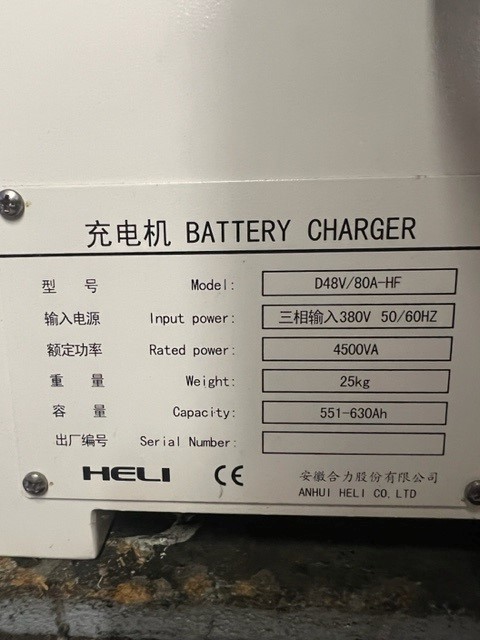 充电机 BATTERY CHARGER
型 号 Model: D48V/80A-HF
输入电源 Input power: 三相输入380V 50/60HZ
额定功率 Rated power: 4500VA
重 量 Weight: 25kg
容 量 Capacity: 551-630Ah
出厂编号 Serial Number:
HELI CE 安徽合力股份有限公司
ANHUI HELI CO,LTD